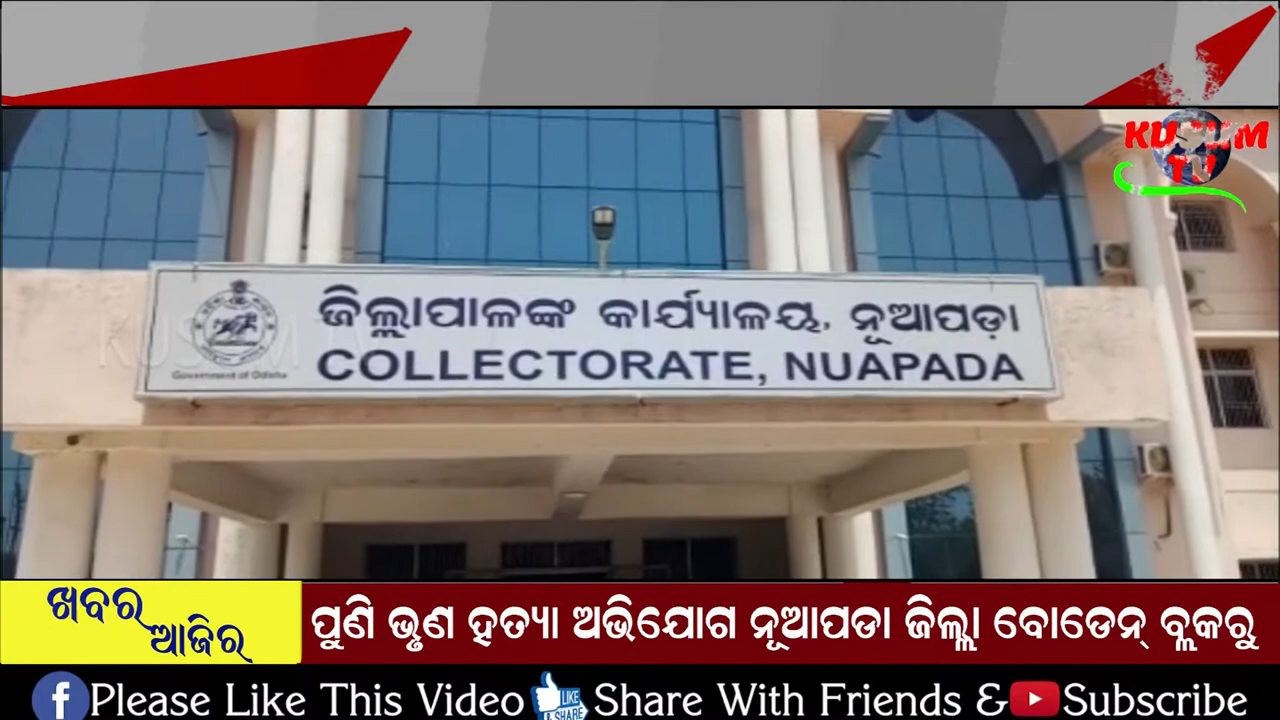 KUSUM
TV
ଜିଲ୍ଲାପାଳଙ୍କ କାର୍ଯ୍ୟାଳୟ, ନୂଆପଡ଼ା
COLLECTORATE, NUAPADA
Government of Odisha
KUSUM
ଖବର
ଆଜିର
ପୁଣି ଭୃଣ ହତ୍ୟା ଅଭିଯୋଗ ନୂଆପଡା ଜିଲ୍ଲା ବୋଡେନ୍ ବ୍ଲକରୁ
Please Like This Video LIKE & SHARE Share With Friends & Subscribe